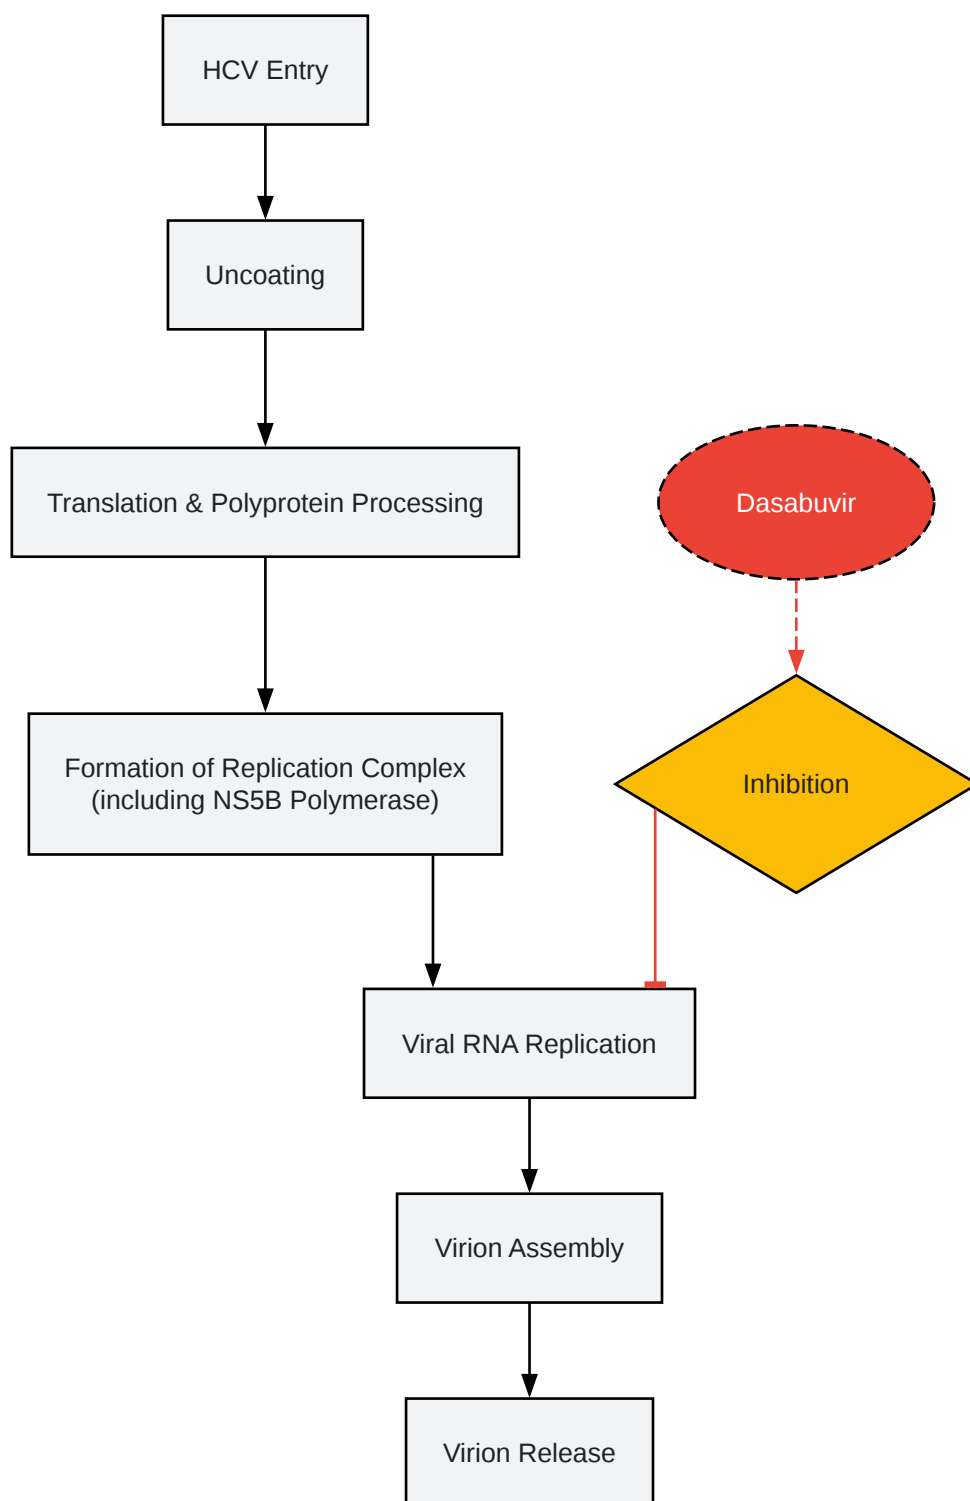 HCV Entry
Uncoating
Translation & Polyprotein Processing
Dasabuvir
Formation of Replication Complex
(including NS5B Polymerase)
Inhibition
Viral RNA Replication
Virion Assembly
Virion Release